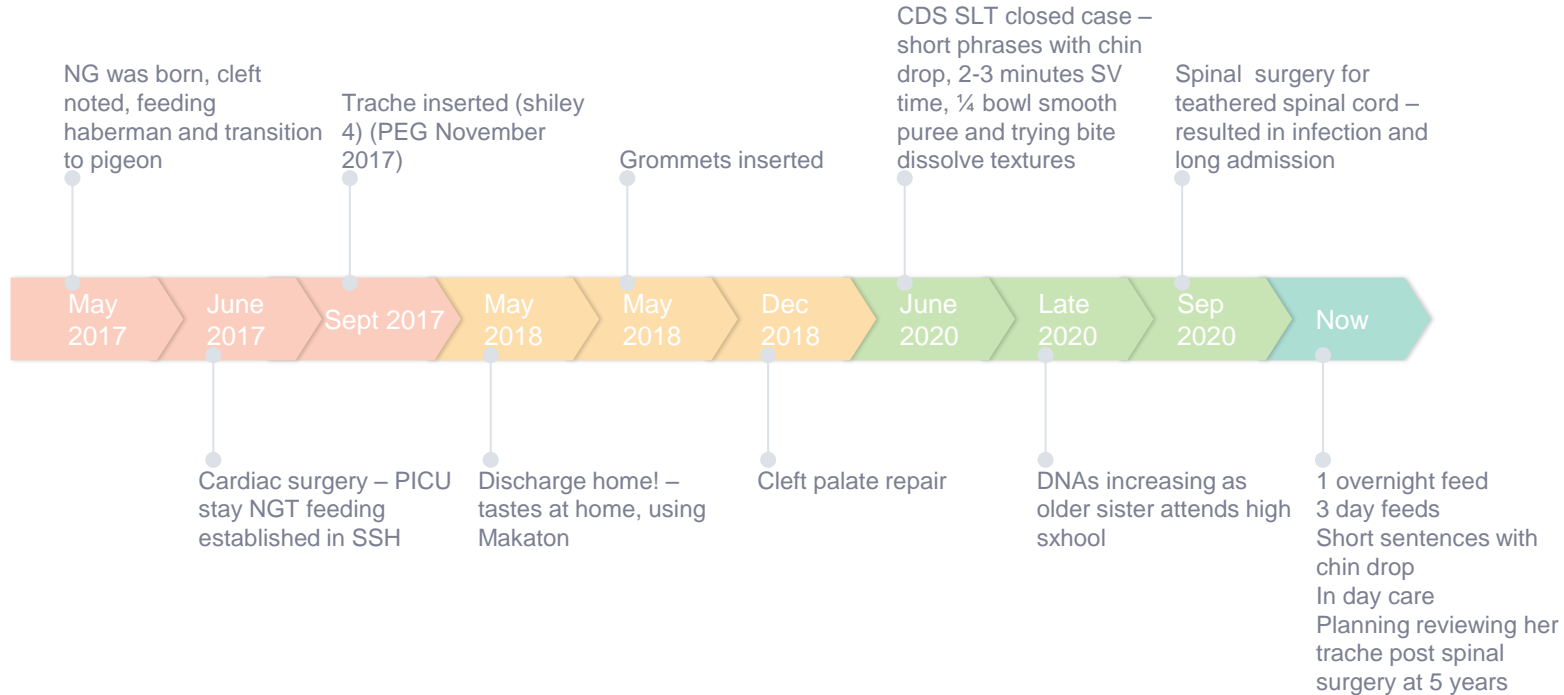 NG was born, cleft
noted, feeding
haberman and transition
to pigeon
Trache inserted (shiley
4) (PEG November
2017)
Grommets inserted
CDS SLT closed case –
short phrases with chin
drop, 2-3 minutes SV
time, ¼ bowl smooth
puree and trying bite
dissolve textures
Spinal surgery for
teathered spinal cord –
resulted in infection and
long admission
May
2017
June
2017
Sept 2017
May
2018
May
2018
Dec
2018
June
2020
Late
2020
Sep
2020
Now
Cardiac surgery – PICU
stay NGT feeding
established in SSH
Discharge home! –
tastes at home, using
Makaton
Cleft palate repair
DNAs increasing as
older sister attends high
sxhool
1 overnight feed
3 day feeds
Short sentences with
chin drop
In day care
Planning reviewing her
trache post spinal
surgery at 5 years